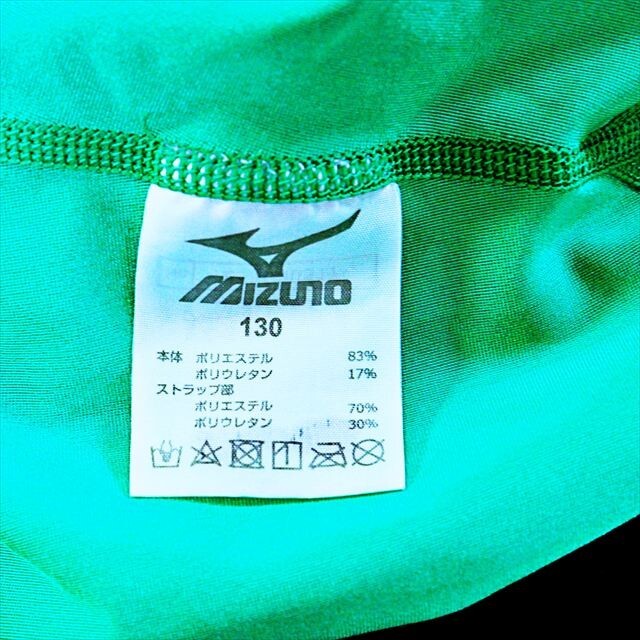 MIZUNO
130
本体 ポリエステル 83%
ポリウレタン 17%
ストラップ部
ポリエステル 70%
ポリウレタン 30%